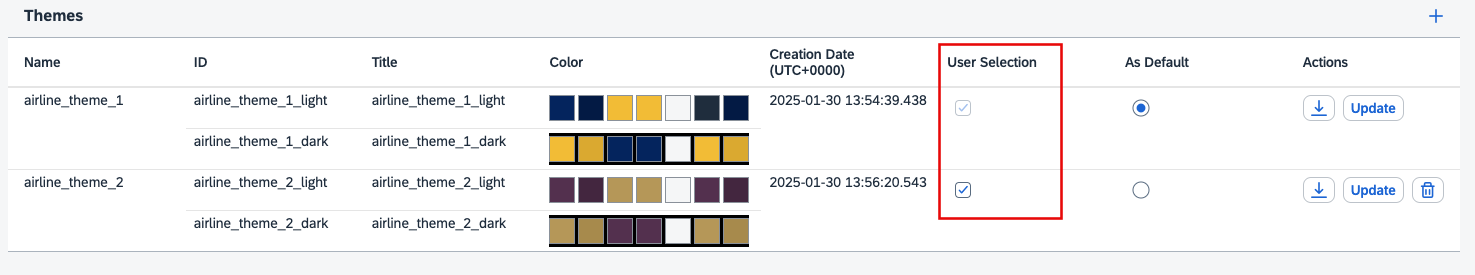 Themes
Name ID Title Color Creation Date (UTC+0000) User Selection As Default Actions
airline_theme_1 airline_theme_1_light airline_theme_1_light 2025-01-30 13:54:39.438 Update
airline_theme_1_dark airline_theme_1_dark
airline_theme_2 airline_theme_2_light airline_theme_2_light 2025-01-30 13:56:20.543 Update
airline_theme_2_dark airline_theme_2_dark